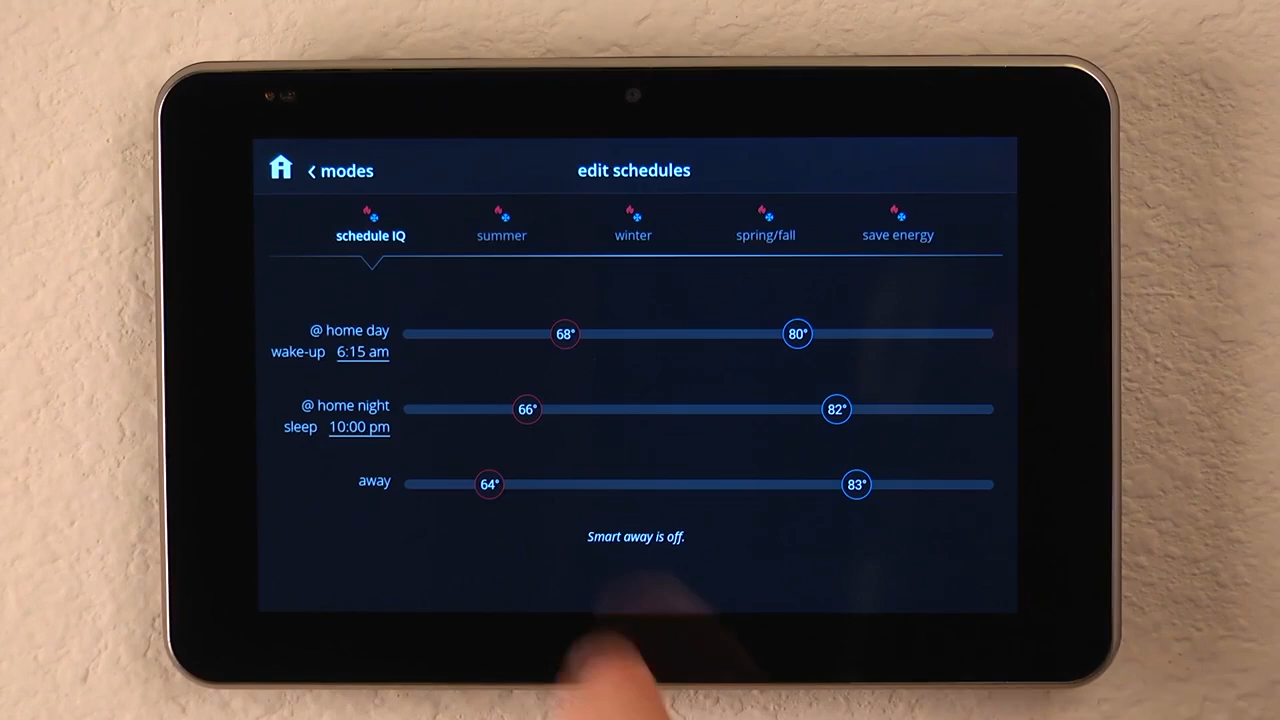 < modes
edit schedules
schedule IQ
summer
winter
spring/fall
save energy
@ home day
wake-up 6:15 am
68° 80°
@ home night
sleep 10:00 pm
66° 82°
away
64° 83°
Smart away is off.